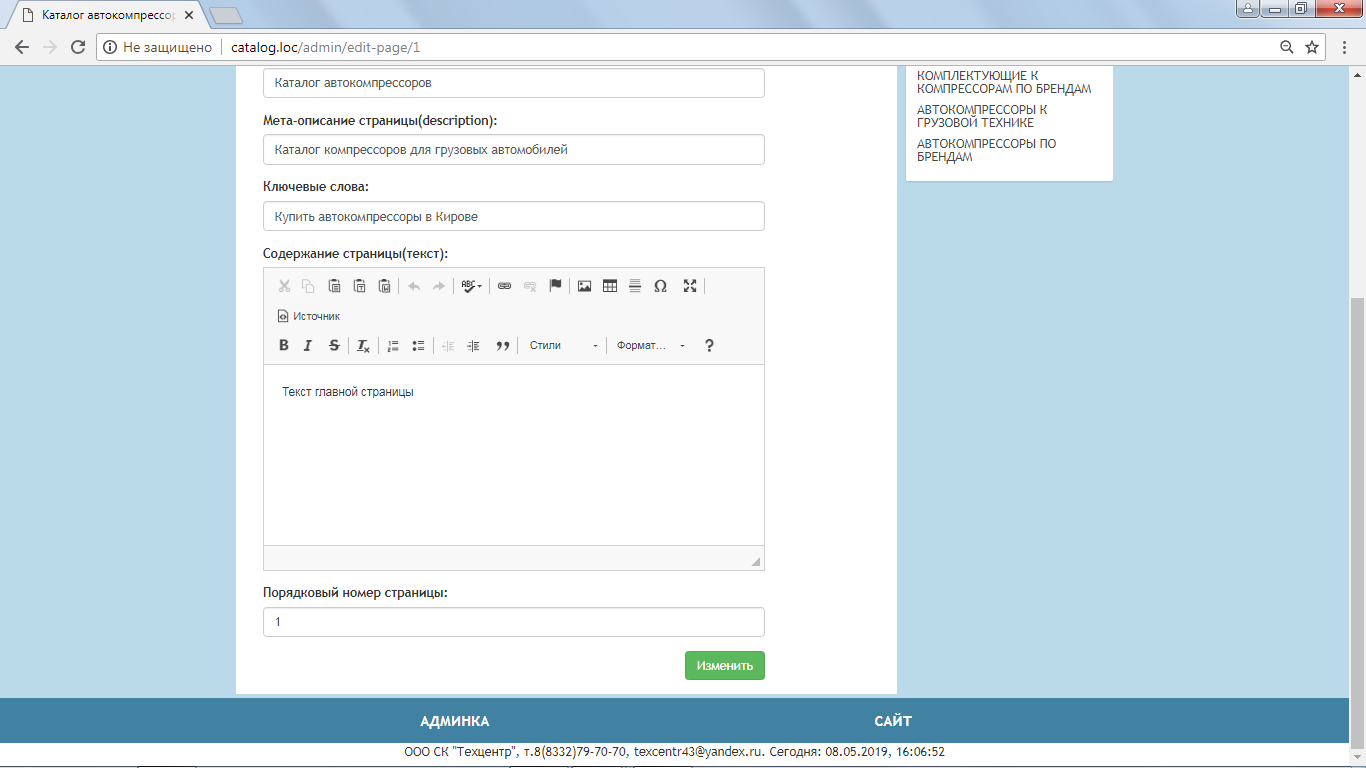 Каталог автокомпрессор
Не защищено
catalog.loc/admin/edit-page/1
Каталог автокомпрессоров
Мета-описание страницы(description):
Каталог компрессоров для грузовых автомобилей
Ключевые слова:
Купить автокомпрессоры в Кирове
Содержание страницы(текст):
ABC
Ω
Источник
B I S Tx
Стили
Формат...
?
Текст главной страницы
Порядковый номер страницы:
1
Изменить
КОМПЛЕКТУЮЩИЕ К
КОМПРЕССОРАМ ПО БРЕНДАМ
АВТОКОМПРЕССОРЫ К
ГРУЗОВОЙ ТЕХНИКЕ
АВТОКОМПРЕССОРЫ ПО
БРЕНДАМ
АДМИНКА
САЙТ
ООО СК "Техцентр", т.8(8332)79-70-70, texcentr43@yandex.ru. Сегодня: 08.05.2019, 16:06:52